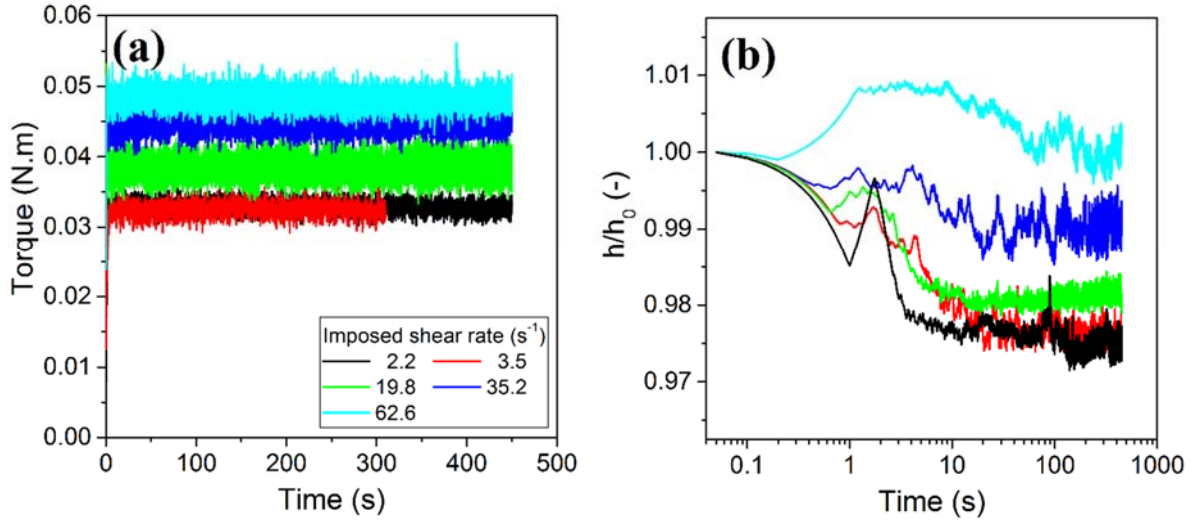 (a)
Torque (N.m)
0.06
0.05
0.04
0.03
0.02
0.01
0.00
Imposed shear rate (s⁻¹)
2.2 3.5
19.8 35.2
62.6
0 100 200 300 400 500
Time (s)
(b)
h/h₀ (-)
1.01
1.00
0.99
0.98
0.97
0.1 1 10 100 1000
Time (s)